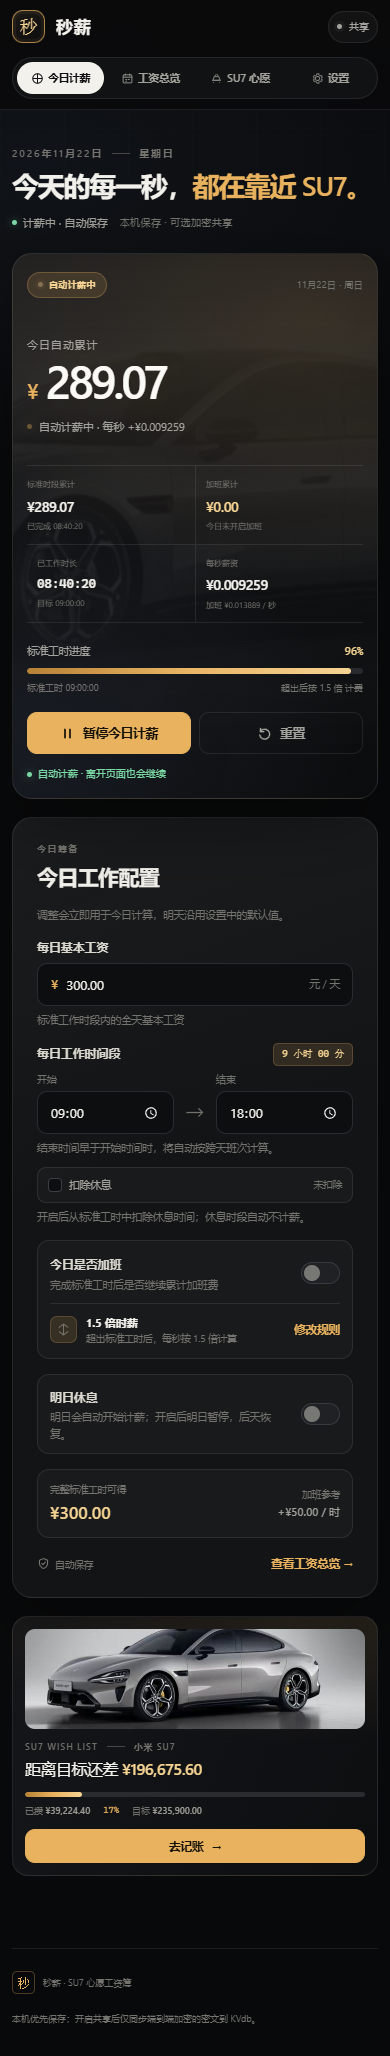 秒 秒薪 共享
今日计薪 工资总览 SU7 心愿 设置
2026年11月22日 — 星期日
今天的每一秒，都在靠近 SU7。
计薪中 · 自动保存 本机保存 · 可选加密共享
自动计薪中 11月22日 · 周日
今日自动累计
¥ 289.07
自动计薪中 · 每秒 +¥0.009259
标准时段累计 加班累计
¥289.07 ¥0.00
已完成 08:40:20 今日未开启加班
已工作时长 每秒薪资
08:40:20 ¥0.009259
目标 09:00:00 加班 ¥0.013889 / 秒
标准工时进度 96%
标准工时 09:00:00 超出后按 1.5 倍计薪
暂停今日计薪 重置
自动计薪 · 离开页面也会继续
今日筹备
今日工作配置
调整会立即用于今日计算，明天沿用设置中的默认值。
每日基本工资
¥ 300.00 元 / 天
标准工作时段内的全天基本工资
每日工作时间段 9 小时 00 分
开始 结束
09:00 → 18:00
结束时间早于开始时间时，将自动按跨天班次计算。
扣除休息 未扣除
开启后从标准工时中扣除休息时间；休息时段自动不计薪。
今日是否加班
完成标准工时后是否继续累计加班费
1.5 倍时薪
超出标准工时后，每秒按 1.5 倍计算
修改规则
明日休息
明日会自动开始计薪；开启后明日暂停，后天恢
复。
完整标准工时可得 加班参考
¥300.00 +¥50.00 / 时
自动保存 查看工资总览 →
SU7 WISH LIST — 小米 SU7
距离目标还差 ¥196,675.60
已攒 ¥39,224.40 17% 目标 ¥235,900.00
去记账 →
秒 秒薪 · SU7 心愿工资簿
本机优先保存；开启共享后仅同步端到端加密的密文到 KVdb。